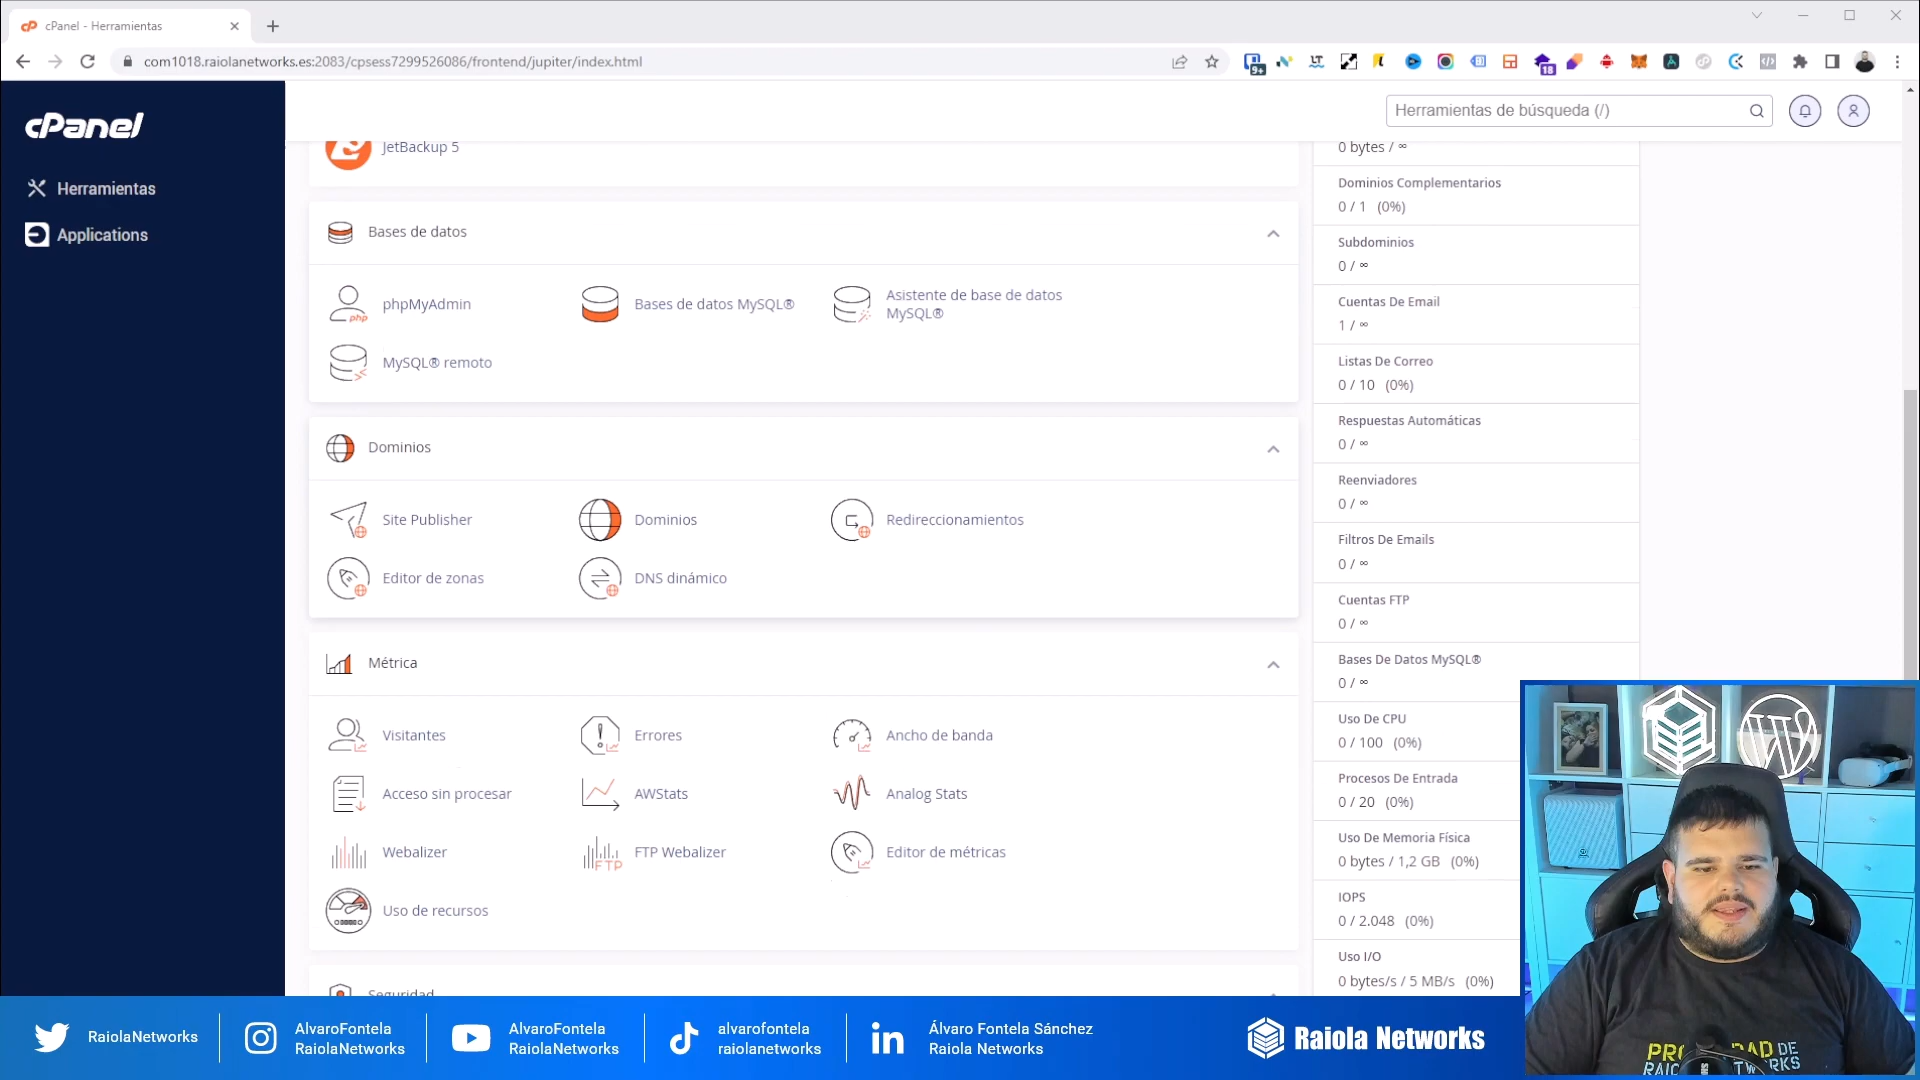 cPanel - Herramientas
com1018.raiolanetworks.es:2083/cpsess7299526086/frontend/jupiter/index.html
9+
LT
18
cPanel
Herramientas de búsqueda (/)
Herramientas
Applications
JetBackup 5
Bases de datos
phpMyAdmin
Bases de datos MySQL®
Asistente de base de datos
MySQL®
MySQL® remoto
Dominios
Site Publisher
Dominios
Redireccionamientos
Editor de zonas
DNS dinámico
Métrica
Visitantes
Errores
Ancho de banda
Acceso sin procesar
AWStats
Analog Stats
Webalizer
FTP Webalizer
Editor de métricas
Uso de recursos
Seguridad
0 bytes / ∞
Dominios Complementarios
0 / 1 (0%)
Subdominios
0 / ∞
Cuentas De Email
1 / ∞
Listas De Correo
0 / 10 (0%)
Respuestas Automáticas
0 / ∞
Reenviadores
0 / ∞
Filtros De Emails
0 / ∞
Cuentas FTP
0 / ∞
Bases De Datos MySQL®
0 / ∞
Uso De CPU
0 / 100 (0%)
Procesos De Entrada
0 / 20 (0%)
Uso De Memoria Física
0 bytes / 1,2 GB (0%)
IOPS
0 / 2.048 (0%)
Uso I/O
0 bytes/s / 5 MB/s (0%)
RaiolaNetworks
AlvaroFontela
RaiolaNetworks
AlvaroFontela
RaiolaNetworks
alvarofontela
raiolanetworks
Álvaro Fontela Sánchez
Raiola Networks
Raiola Networks